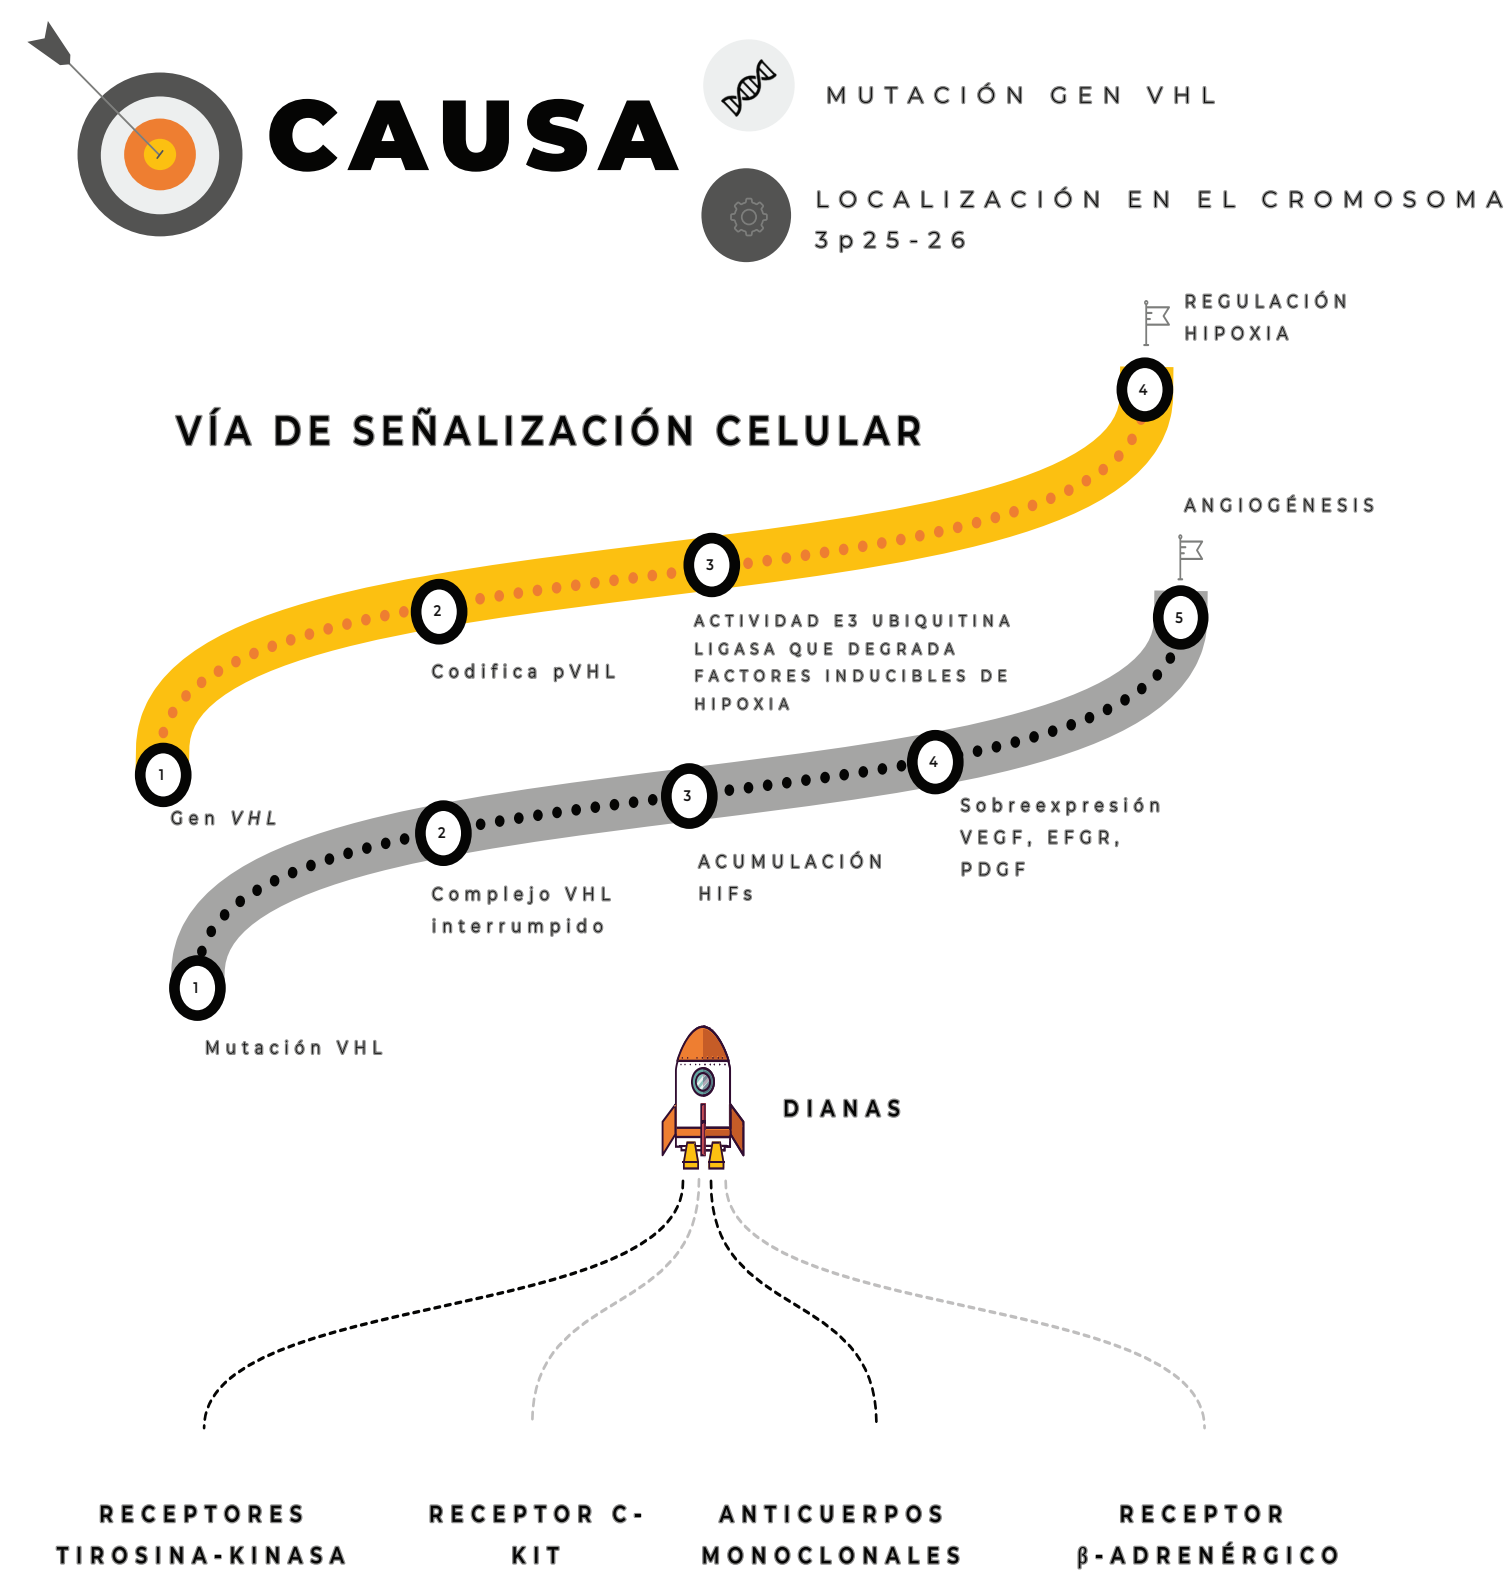 CAUSA
MUTACIÓN GEN VHL
LOCALIZACIÓN EN EL CROMOSOMA
3p25-26
VÍA DE SEÑALIZACIÓN CELULAR
REGULACIÓN
HIPOXIA
4
3
2
1
Gen VHL
Codifica pVHL
ACTIVIDAD E3 UBIQUITINA
LIGASA QUE DEGRADA
FACTORES INDUCIBLES DE
HIPOXIA
ANGIOGÉNESIS
5
4
3
2
1
Mutación VHL
Complejo VHL
interrumpido
ACUMULACIÓN
HIFs
Sobreexpresión
VEGF, EFGR,
PDGF
DIANAS
RECEPTORES
TIROSINA-KINASA
RECEPTOR C-
KIT
ANTICUERPOS
MONOCLONALES
RECEPTOR
β-ADRENÉRGICO